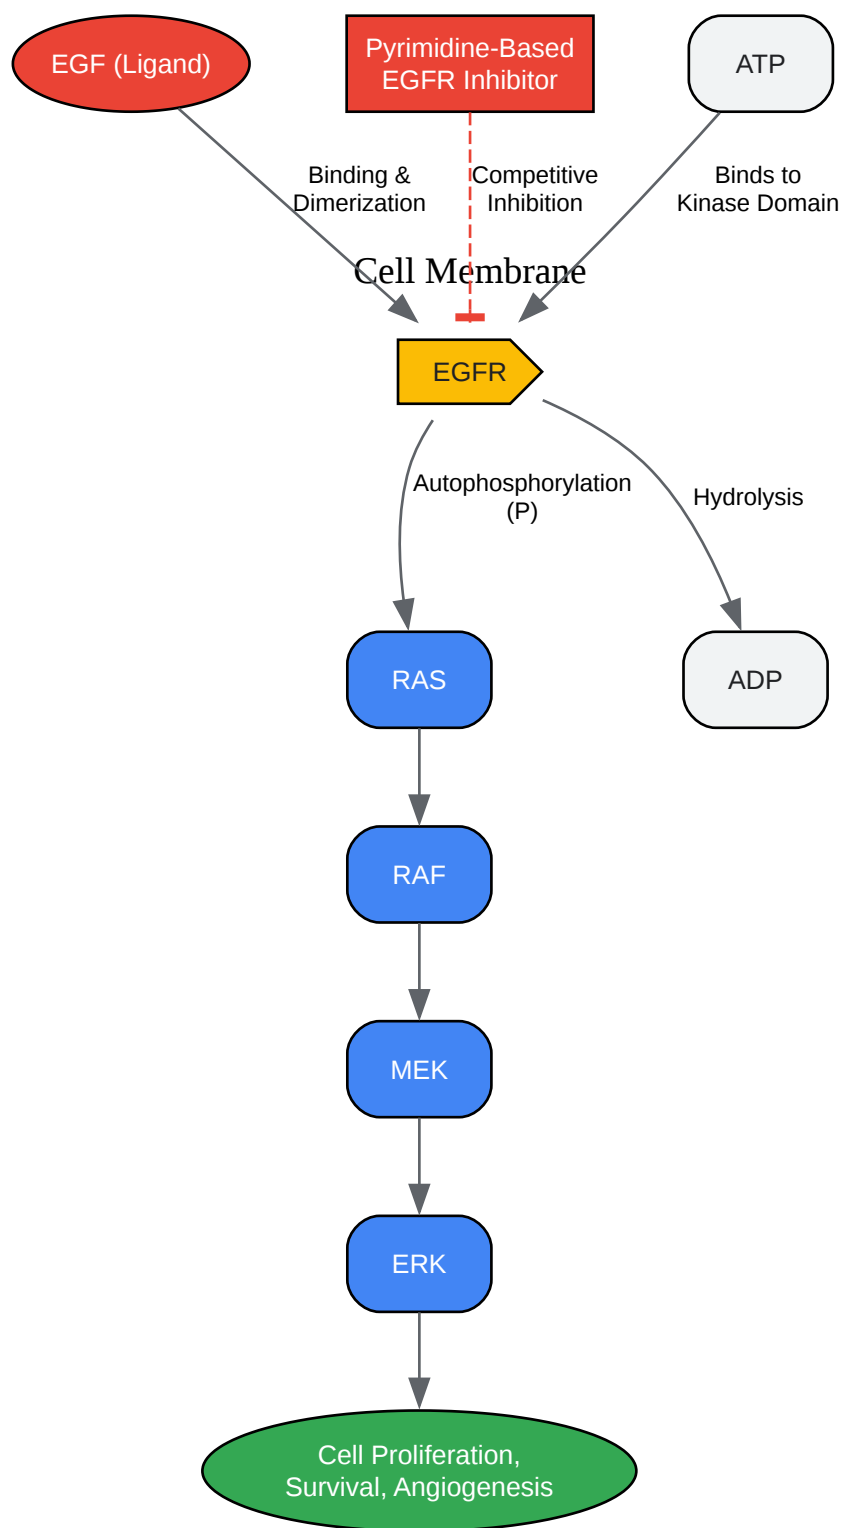 EGF (Ligand)
Pyrimidine-Based
EGFR Inhibitor
ATP
Binding &
Dimerization
Competitive
Inhibition
Binds to
Kinase Domain
Cell Membrane
EGFR
Autophosphorylation
(P)
Hydrolysis
RAS
ADP
RAF
MEK
ERK
Cell Proliferation,
Survival, Angiogenesis